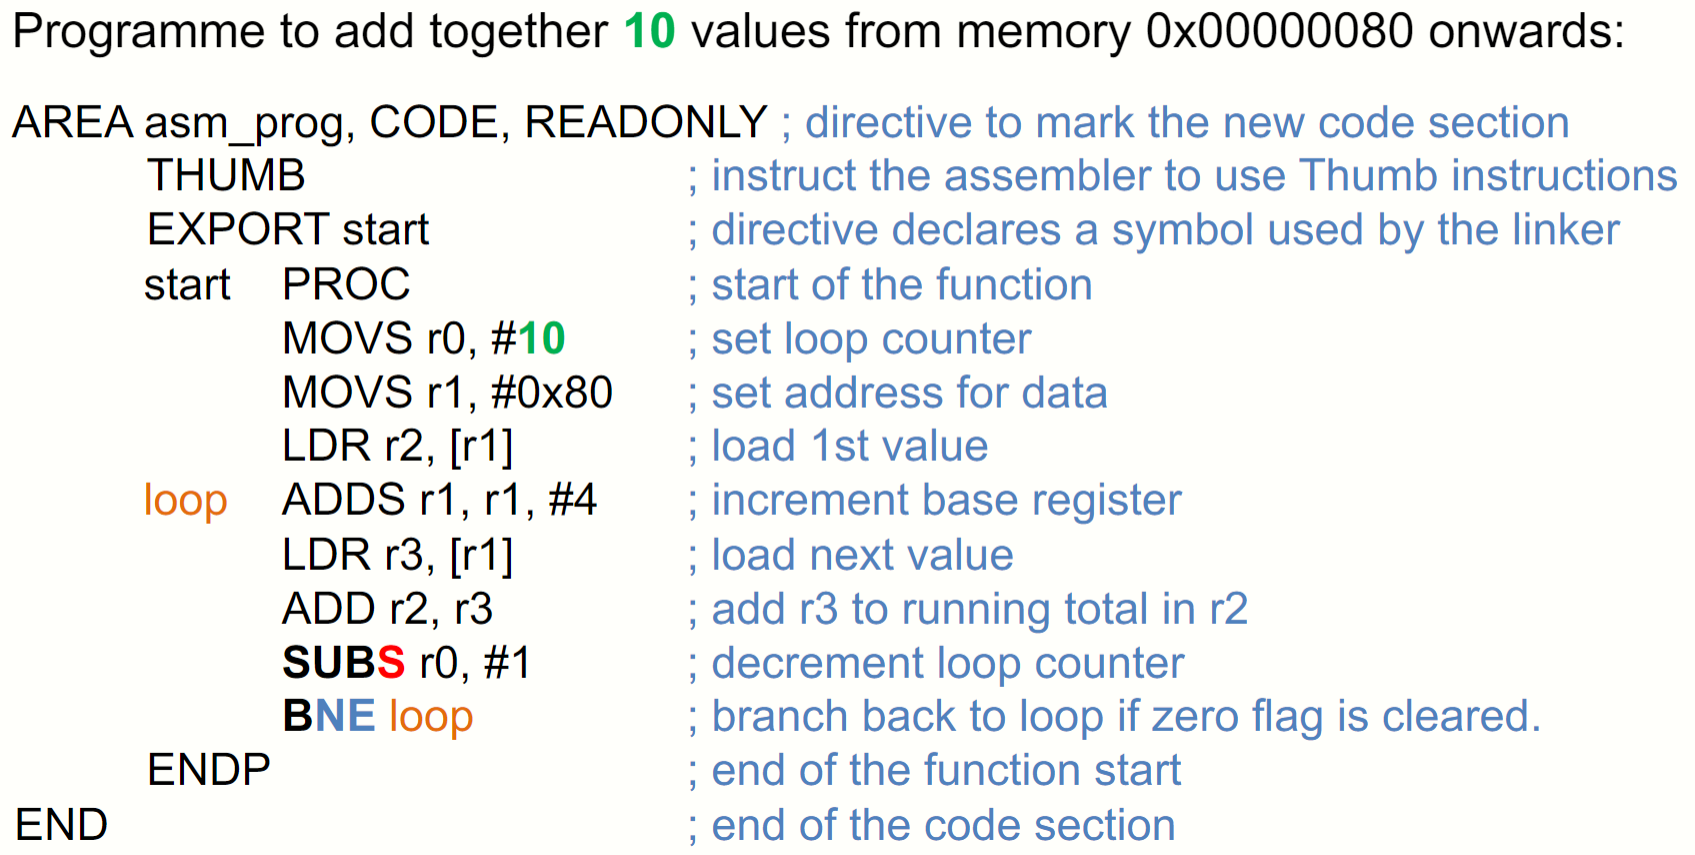 Programme to add together 10 values from memory 0x00000080 onwards:
AREA asm_prog, CODE, READONLY ; directive to mark the new code section
THUMB ; instruct the assembler to use Thumb instructions
EXPORT start ; directive declares a symbol used by the linker
start PROC ; start of the function
MOVS r0, #10 ; set loop counter
MOVS r1, #0x80 ; set address for data
LDR r2, [r1] ; load 1st value
loop ADDS r1, r1, #4 ; increment base register
LDR r3, [r1] ; load next value
ADD r2, r3 ; add r3 to running total in r2
SUBS r0, #1 ; decrement loop counter
BNE loop ; branch back to loop if zero flag is cleared.
ENDP ; end of the function start
END ; end of the code section